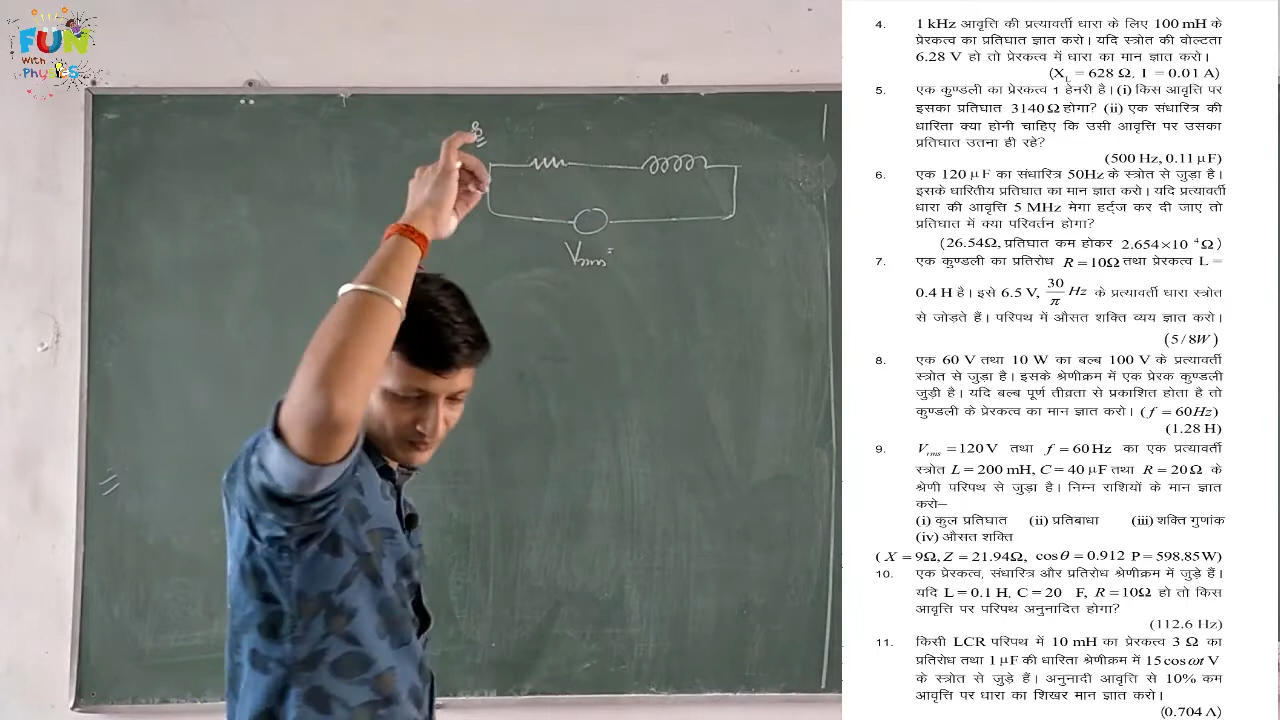 FUN
With
Physics
8
Vrms =
4. 1 kHz आवृत्ति की प्रत्यावर्ती धारा के लिए 100 mH के
प्रेरकत्व का प्रतिघात ज्ञात करो। यदि स्त्रोत की वोल्टता
6.28 V हो तो प्रेरकत्व में धारा का मान ज्ञात करो।
(X_L = 628 Ω, I = 0.01 A)
5. एक कुण्डली का प्रेरकत्व 1 हेनरी है। (i) किस आवृत्ति पर
इसका प्रतिघात 3140 Ω होगा? (ii) एक संधारित्र की
धारिता क्या होनी चाहिए कि उसी आवृत्ति पर उसका
प्रतिघात उतना ही रहे?
(500 Hz, 0.11 μF)
6. एक 120 μF का संधारित्र 50Hz के स्त्रोत से जुड़ा है।
इसके धारितीय प्रतिघात का मान ज्ञात करो। यदि प्रत्यावर्ती
धारा की आवृत्ति 5 MHz मेगा हर्ट्ज कर दी जाए तो
प्रतिघात में क्या परिवर्तन होगा?
(26.54Ω, प्रतिघात कम होकर 2.654×10 ⁴ Ω)
7. एक कुण्डली का प्रतिरोध R = 10Ω तथा प्रेरकत्व L =
0.4 H है। इसे 6.5 V, 30/π Hz के प्रत्यावर्ती धारा स्त्रोत
से जोड़ते हैं। परिपथ में औसत शक्ति व्यय ज्ञात करो।
(5/8W)
8. एक 60 V तथा 10 W का बल्ब 100 V के प्रत्यावर्ती
स्त्रोत से जुड़ा है। इसके श्रेणीक्रम में एक प्रेरक कुण्डली
जुड़ी है। यदि बल्ब पूर्ण तीव्रता से प्रकाशित होता है तो
कुण्डली के प्रेरकत्व का मान ज्ञात करो। (f = 60Hz)
(1.28 H)
9. V_rms = 120 V तथा f = 60 Hz का एक प्रत्यावर्ती
स्त्रोत L = 200 mH, C = 40 μF तथा R = 20 Ω के
श्रेणी परिपथ से जुड़ा है। निम्न राशियों के मान ज्ञात
करो–
(i) कुल प्रतिघात (ii) प्रतिबाधा (iii) शक्ति गुणांक
(iv) औसत शक्ति
( X = 9Ω, Z = 21.94Ω, cosθ = 0.912 P = 598.85W)
10. एक प्रेरकत्व, संधारित्र और प्रतिरोध श्रेणीक्रम में जुड़े हैं।
यदि L = 0.1 H, C = 20 F, R = 10Ω हो तो किस
आवृत्ति पर परिपथ अनुनादित होगा?
(112.6 Hz)
11. किसी LCR परिपथ में 10 mH का प्रेरकत्व 3 Ω का
प्रतिरोध तथा 1 μF की धारिता श्रेणीक्रम में 15 cos ωt V
के स्त्रोत से जुड़े हैं। अनुनादी आवृत्ति से 10% कम
आवृत्ति पर धारा का शिखर मान ज्ञात करो।
(0.704 A)